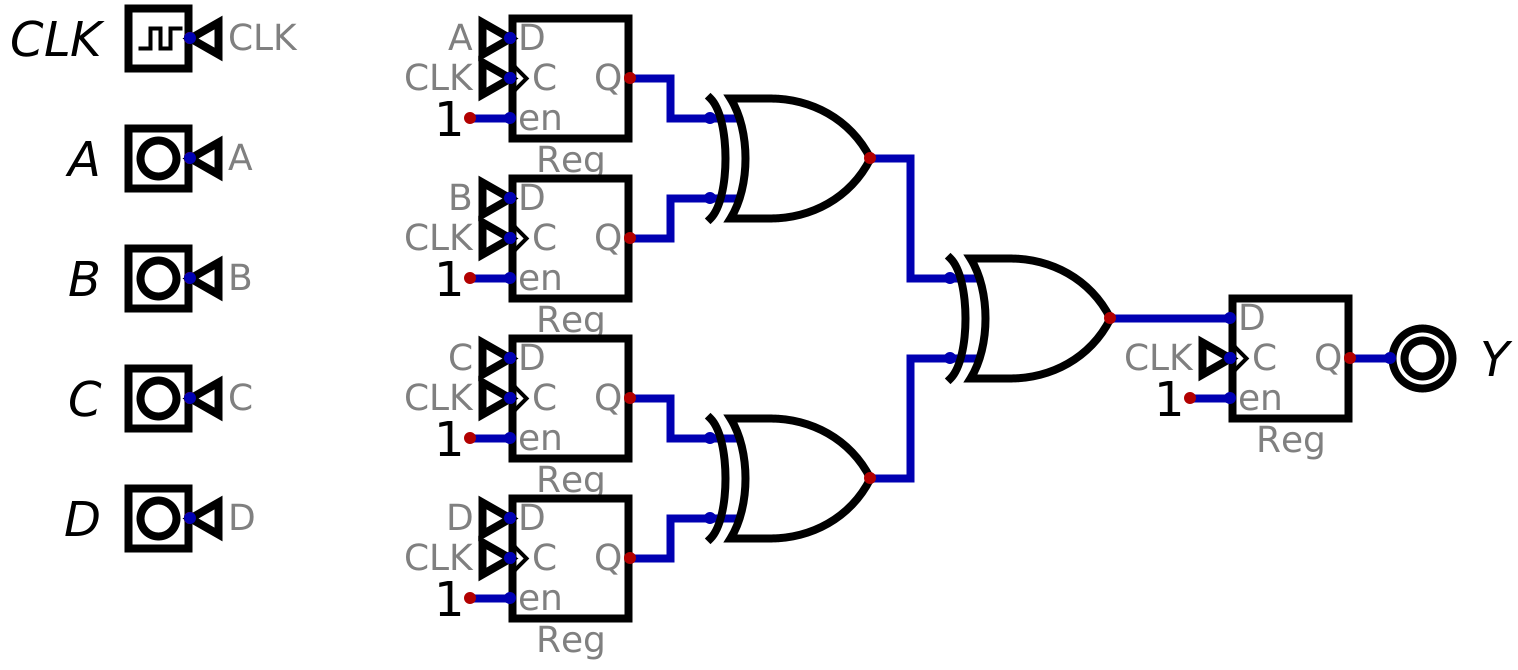 CLK CLK
A A
B B
C C
D D
A D
CLK C Q
1 en
Reg
B D
CLK C Q
1 en
Reg
C D
CLK C Q
1 en
Reg
D D
CLK C Q
1 en
Reg
D
CLK C Q Y
1 en
Reg